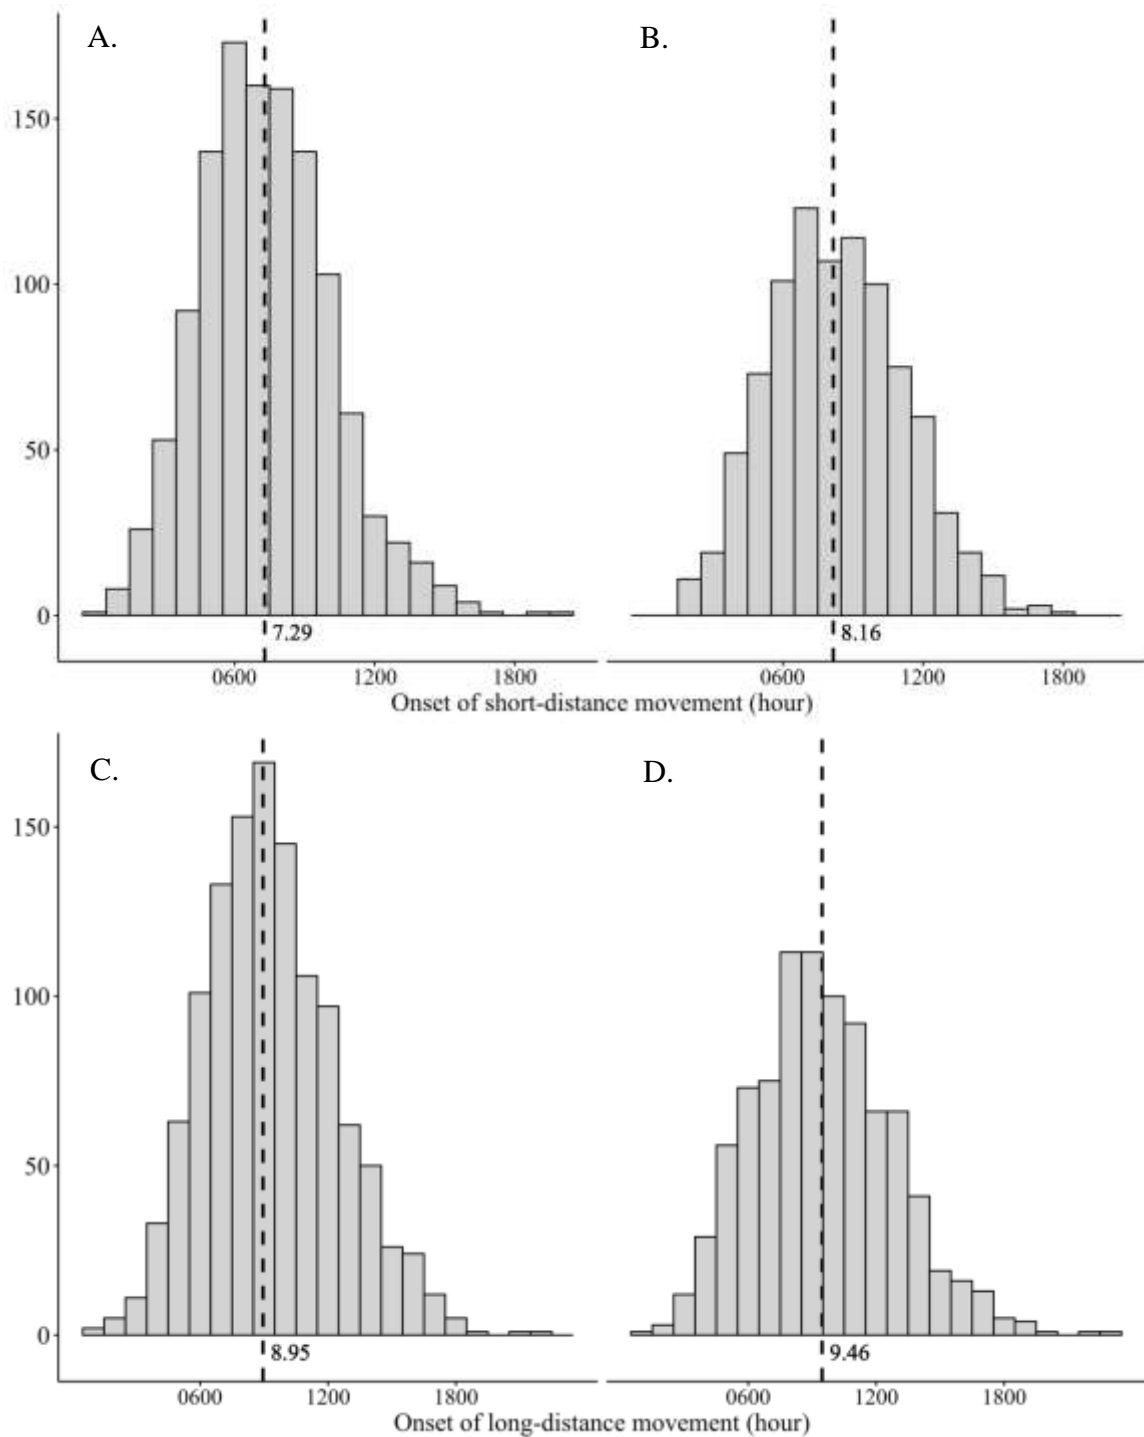 A.
B.
150
100
50
0
7.29
8.16
0600 1200 1800 0600 1200 1800
Onset of short-distance movement (hour)
C.
D.
150
100
50
0
8.95
9.46
0600 1200 1800 0600 1200 1800
Onset of long-distance movement (hour)